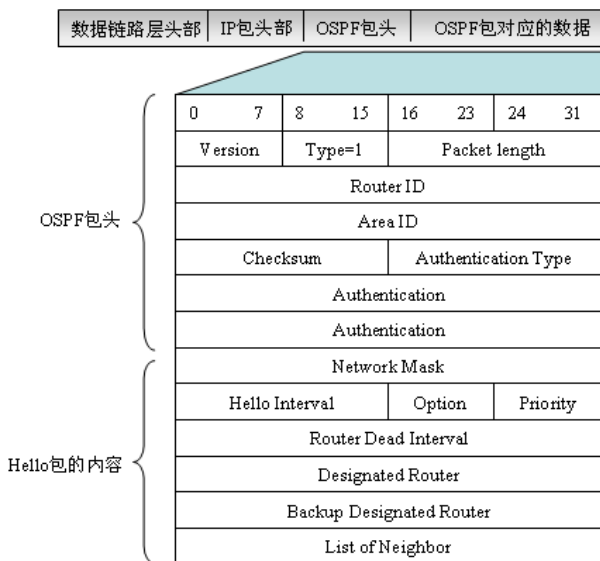 数据链路层头部 IP包头部 OSPF包头 OSPF包对应的数据
0 7 8 15 16 23 24 31
Version Type=1 Packet length
Router ID
Area ID
OSPF包头
Checksum Authentication Type
Authentication
Authentication
Network Mask
Hello Interval Option Priority
Router Dead Interval
Hello包的内容
Designated Router
Backup Designated Router
List of Neighbor